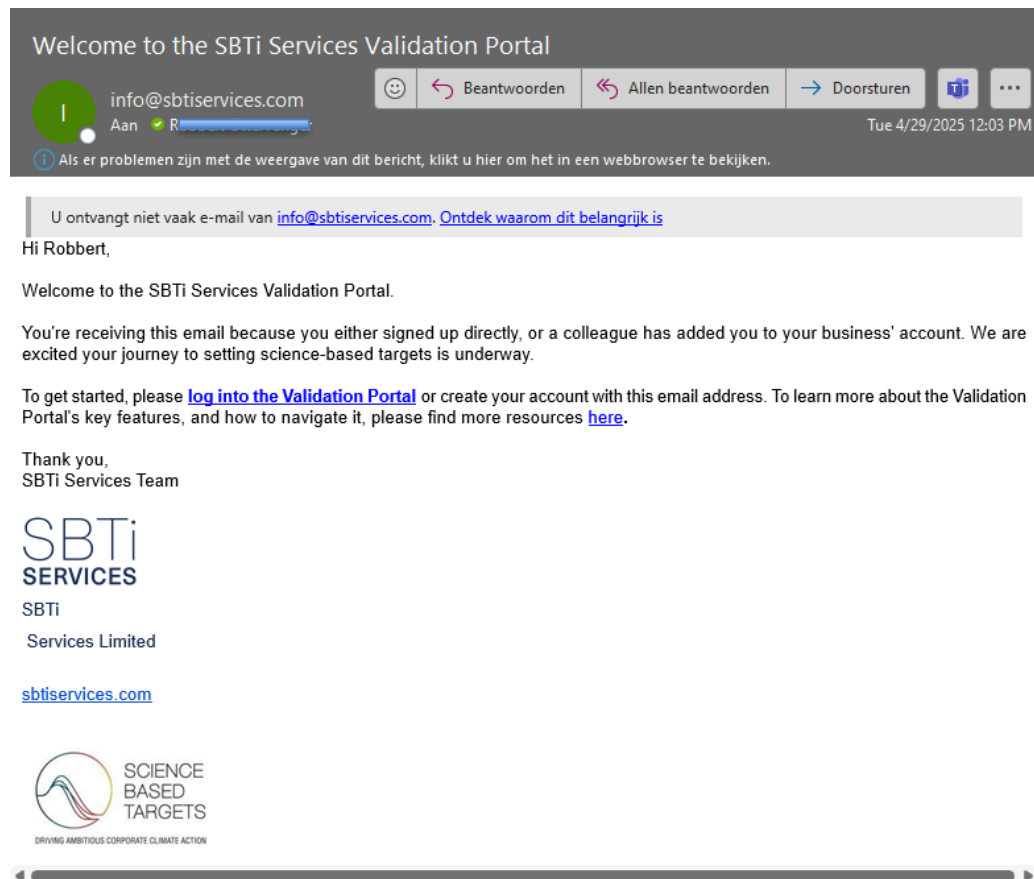 Welcome to the SBTi Services Validation Portal
I
info@sbtiservices.com
Beantwoorden
Allen beantwoorden
Doorsturen
Aan R
Tue 4/29/2025 12:03 PM
Als er problemen zijn met de weergave van dit bericht, klikt u hier om het in een webbrowser te bekijken.
U ontvangt niet vaak e-mail van info@sbtiservices.com. Ontdek waarom dit belangrijk is
Hi Robbert,
Welcome to the SBTi Services Validation Portal.
You're receiving this email because you either signed up directly, or a colleague has added you to your business' account. We are
excited your journey to setting science-based targets is underway.
To get started, please log into the Validation Portal or create your account with this email address. To learn more about the Validation
Portal's key features, and how to navigate it, please find more resources here.
Thank you,
SBTi Services Team
SBTi
SERVICES
SBTi
Services Limited
sbtiservices.com
SCIENCE
BASED
TARGETS
DRIVING AMBITIOUS CORPORATE CLIMATE ACTION